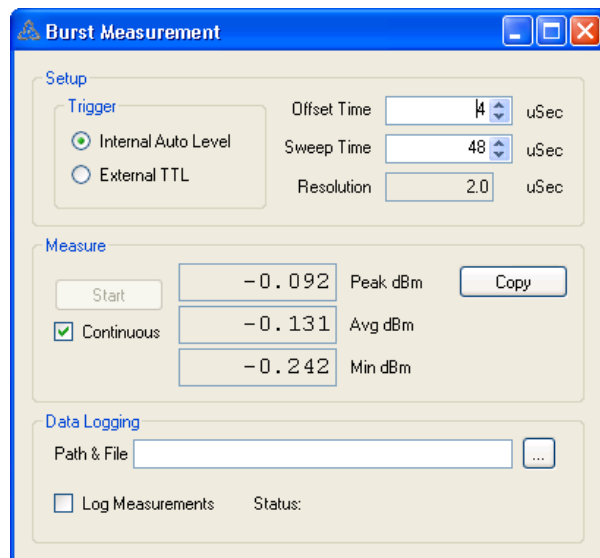 Burst Measurement
Setup
Trigger
Internal Auto Level
External TTL
Offset Time 4 uSec
Sweep Time 48 uSec
Resolution 2.0 uSec
Measure
Start
Continuous
-0.092 Peak dBm
Copy
-0.131 Avg dBm
-0.242 Min dBm
Data Logging
Path & File
...
Log Measurements Status: